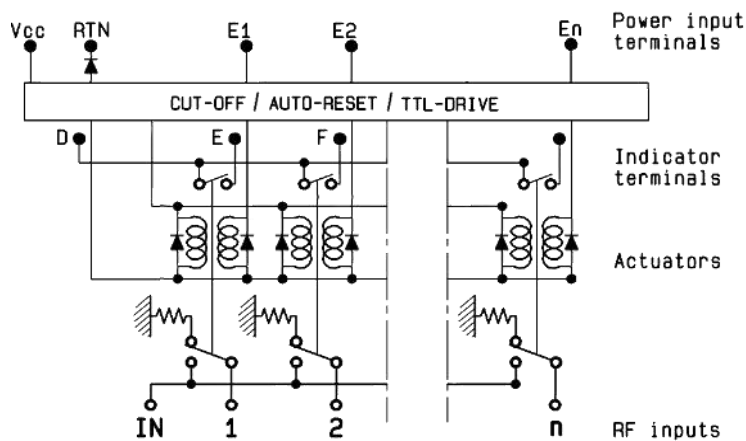 Vcc RTN E1 E2 En Power input
terminals
CUT-OFF / AUTO-RESET / TTL-DRIVE
D E F Indicator
terminals
Actuators
IN 1 2 n RF inputs